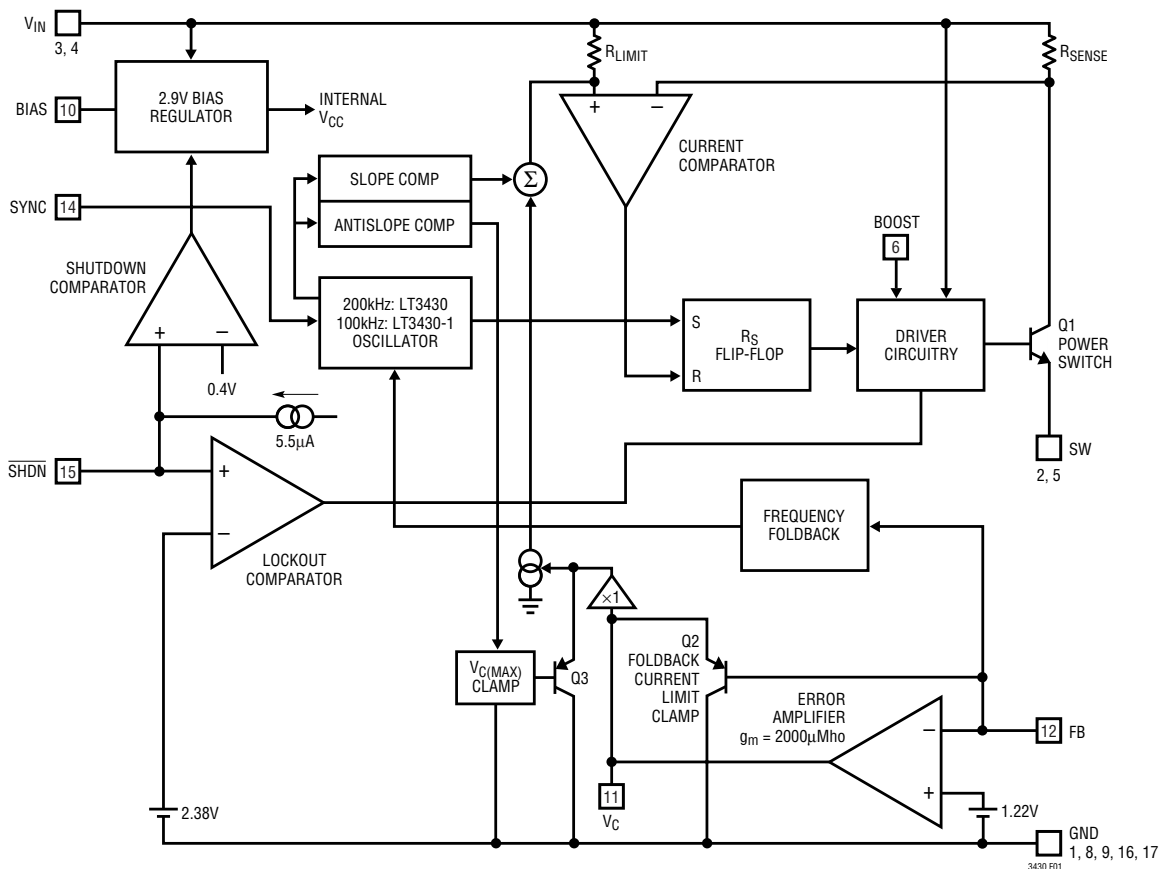 VIN
3, 4
RLIMIT
RSENSE
2.9V BIAS
REGULATOR
INTERNAL
VCC
BIAS
10
+
−
CURRENT
COMPARATOR
SLOPE COMP
Σ
ANTISLOPE COMP
SYNC
14
BOOST
6
SHUTDOWN
COMPARATOR
200kHz: LT3430
100kHz: LT3430-1
OSCILLATOR
S
RS
FLIP-FLOP
R
DRIVER
CIRCUITRY
Q1
POWER
SWITCH
+
−
0.4V
5.5µA
SHDN
15
+
−
LOCKOUT
COMPARATOR
SW
2, 5
FREQUENCY
FOLDBACK
×1
VC(MAX)
CLAMP
Q3
Q2
FOLDBACK
CURRENT
LIMIT
CLAMP
ERROR
AMPLIFIER
gm = 2000µMho
−
+
12
FB
11
VC
2.38V
1.22V
GND
1, 8, 9, 16, 17
3430 F01